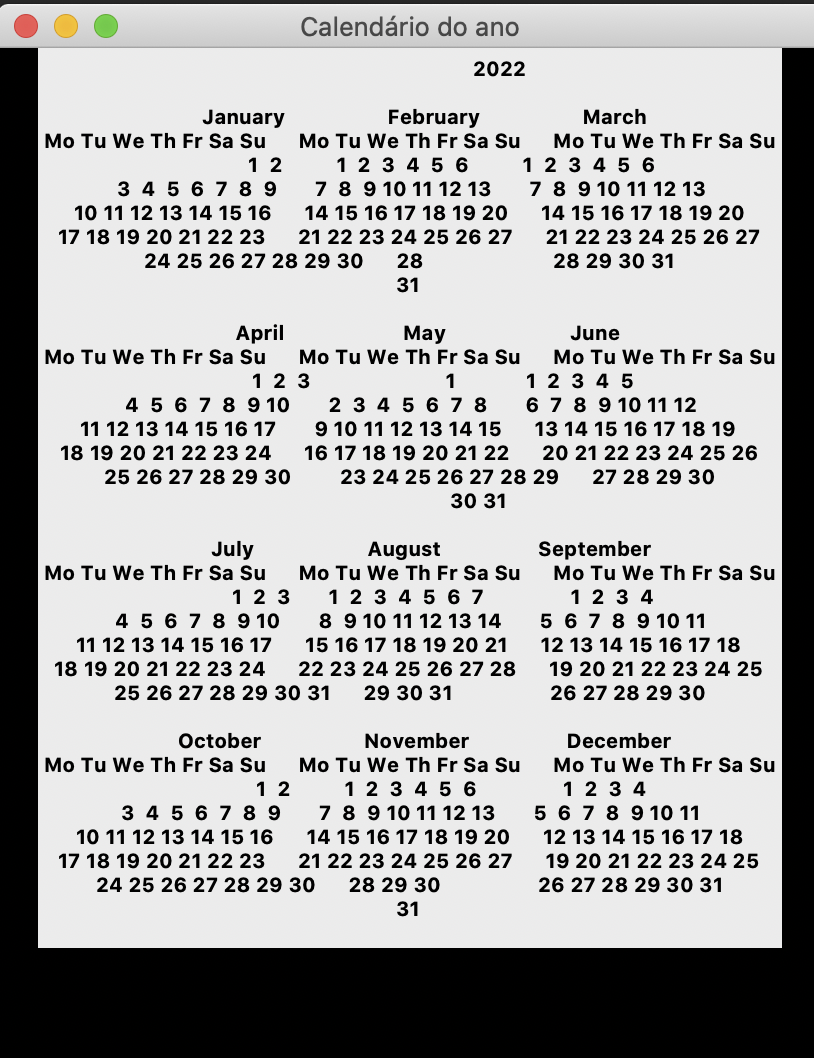 Calendário do ano
2022
January February March
Mo Tu We Th Fr Sa Su Mo Tu We Th Fr Sa Su Mo Tu We Th Fr Sa Su
1 2 1 2 3 4 5 6 1 2 3 4 5 6
3 4 5 6 7 8 9 7 8 9 10 11 12 13 7 8 9 10 11 12 13
10 11 12 13 14 15 16 14 15 16 17 18 19 20 14 15 16 17 18 19 20
17 18 19 20 21 22 23 21 22 23 24 25 26 27 21 22 23 24 25 26 27
24 25 26 27 28 29 30 28 28 29 30 31
31
April May June
Mo Tu We Th Fr Sa Su Mo Tu We Th Fr Sa Su Mo Tu We Th Fr Sa Su
1 2 3 1 1 2 3 4 5
4 5 6 7 8 9 10 2 3 4 5 6 7 8 6 7 8 9 10 11 12
11 12 13 14 15 16 17 9 10 11 12 13 14 15 13 14 15 16 17 18 19
18 19 20 21 22 23 24 16 17 18 19 20 21 22 20 21 22 23 24 25 26
25 26 27 28 29 30 23 24 25 26 27 28 29 27 28 29 30
30 31
July August September
Mo Tu We Th Fr Sa Su Mo Tu We Th Fr Sa Su Mo Tu We Th Fr Sa Su
1 2 3 1 2 3 4 5 6 7 1 2 3 4
4 5 6 7 8 9 10 8 9 10 11 12 13 14 5 6 7 8 9 10 11
11 12 13 14 15 16 17 15 16 17 18 19 20 21 12 13 14 15 16 17 18
18 19 20 21 22 23 24 22 23 24 25 26 27 28 19 20 21 22 23 24 25
25 26 27 28 29 30 31 29 30 31 26 27 28 29 30
October November December
Mo Tu We Th Fr Sa Su Mo Tu We Th Fr Sa Su Mo Tu We Th Fr Sa Su
1 2 1 2 3 4 5 6 1 2 3 4
3 4 5 6 7 8 9 7 8 9 10 11 12 13 5 6 7 8 9 10 11
10 11 12 13 14 15 16 14 15 16 17 18 19 20 12 13 14 15 16 17 18
17 18 19 20 21 22 23 21 22 23 24 25 26 27 19 20 21 22 23 24 25
24 25 26 27 28 29 30 28 29 30 26 27 28 29 30 31
31